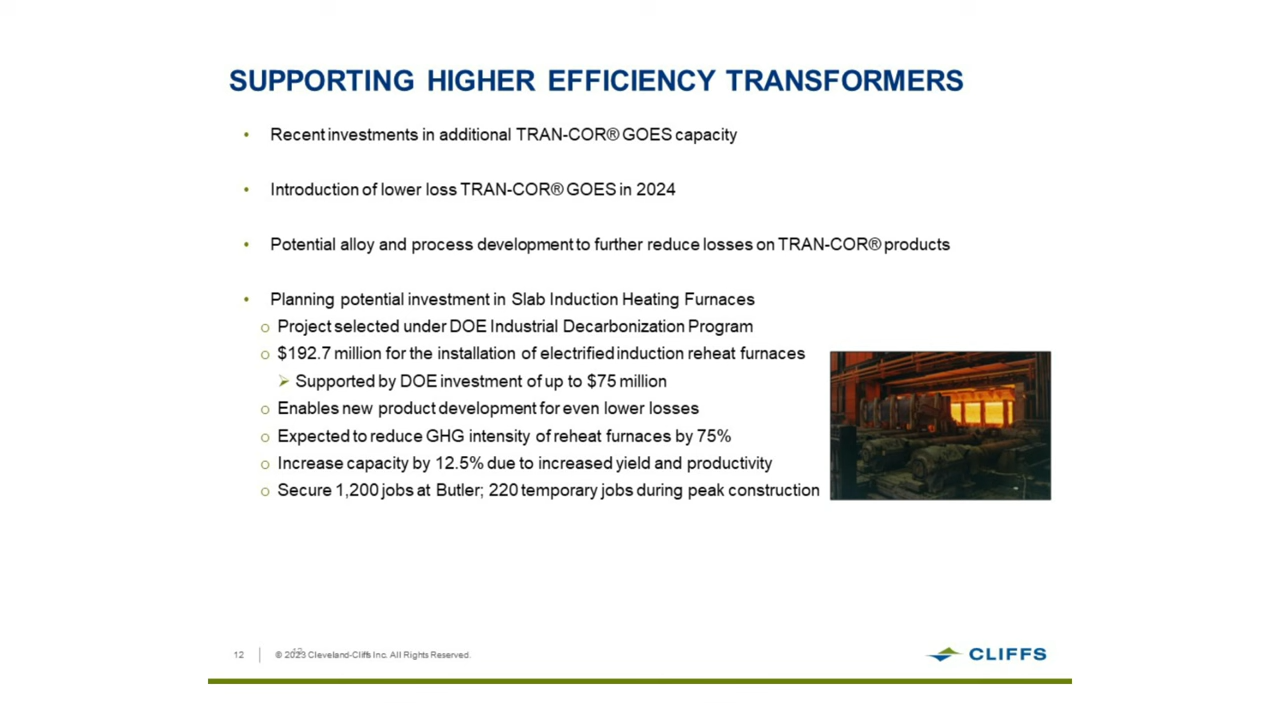 SUPPORTING HIGHER EFFICIENCY TRANSFORMERS
• Recent investments in additional TRAN-COR® GOES capacity
• Introduction of lower loss TRAN-COR® GOES in 2024
• Potential alloy and process development to further reduce losses on TRAN-COR® products
• Planning potential investment in Slab Induction Heating Furnaces
o Project selected under DOE Industrial Decarbonization Program
o $192.7 million for the installation of electrified induction reheat furnaces
➢ Supported by DOE investment of up to $75 million
o Enables new product development for even lower losses
o Expected to reduce GHG intensity of reheat furnaces by 75%
o Increase capacity by 12.5% due to increased yield and productivity
o Secure 1,200 jobs at Butler; 220 temporary jobs during peak construction
12
12
© 2023 Cleveland-Cliffs Inc. All Rights Reserved.
CLIFFS